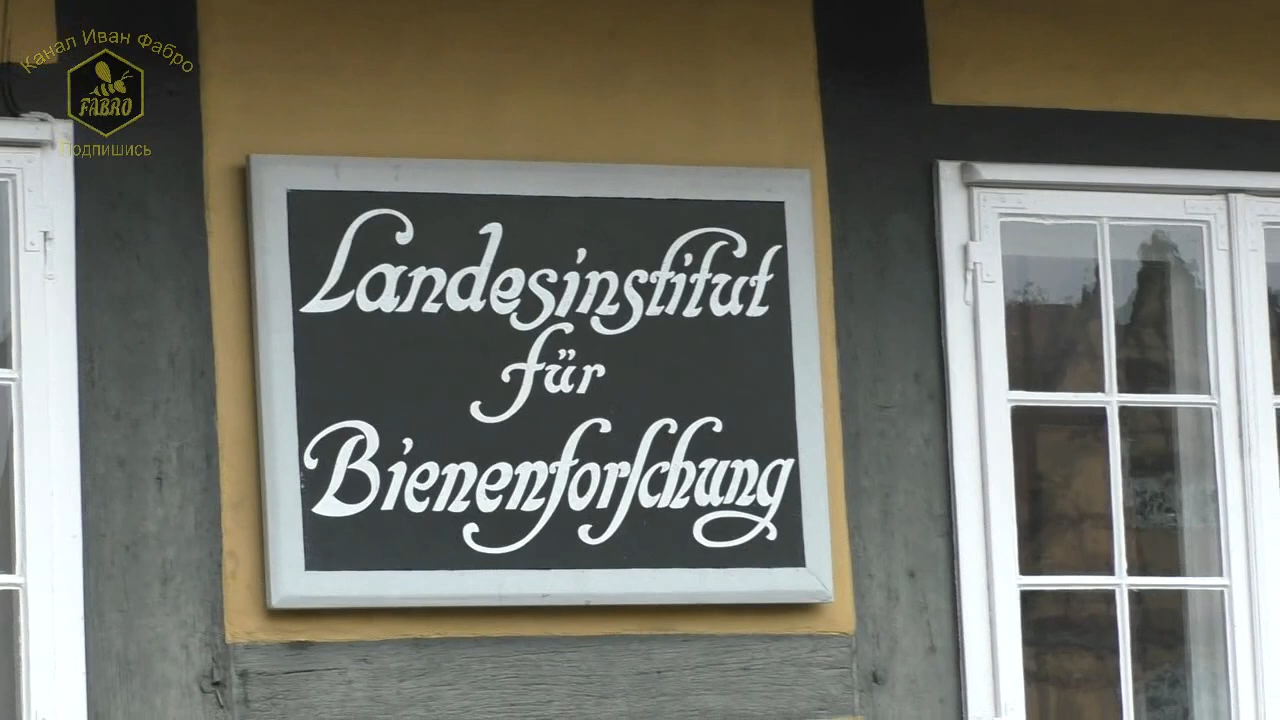 Канал Иван Фабро
FABRO
Подпишись
Landesinstitut
für
Bienenforschung